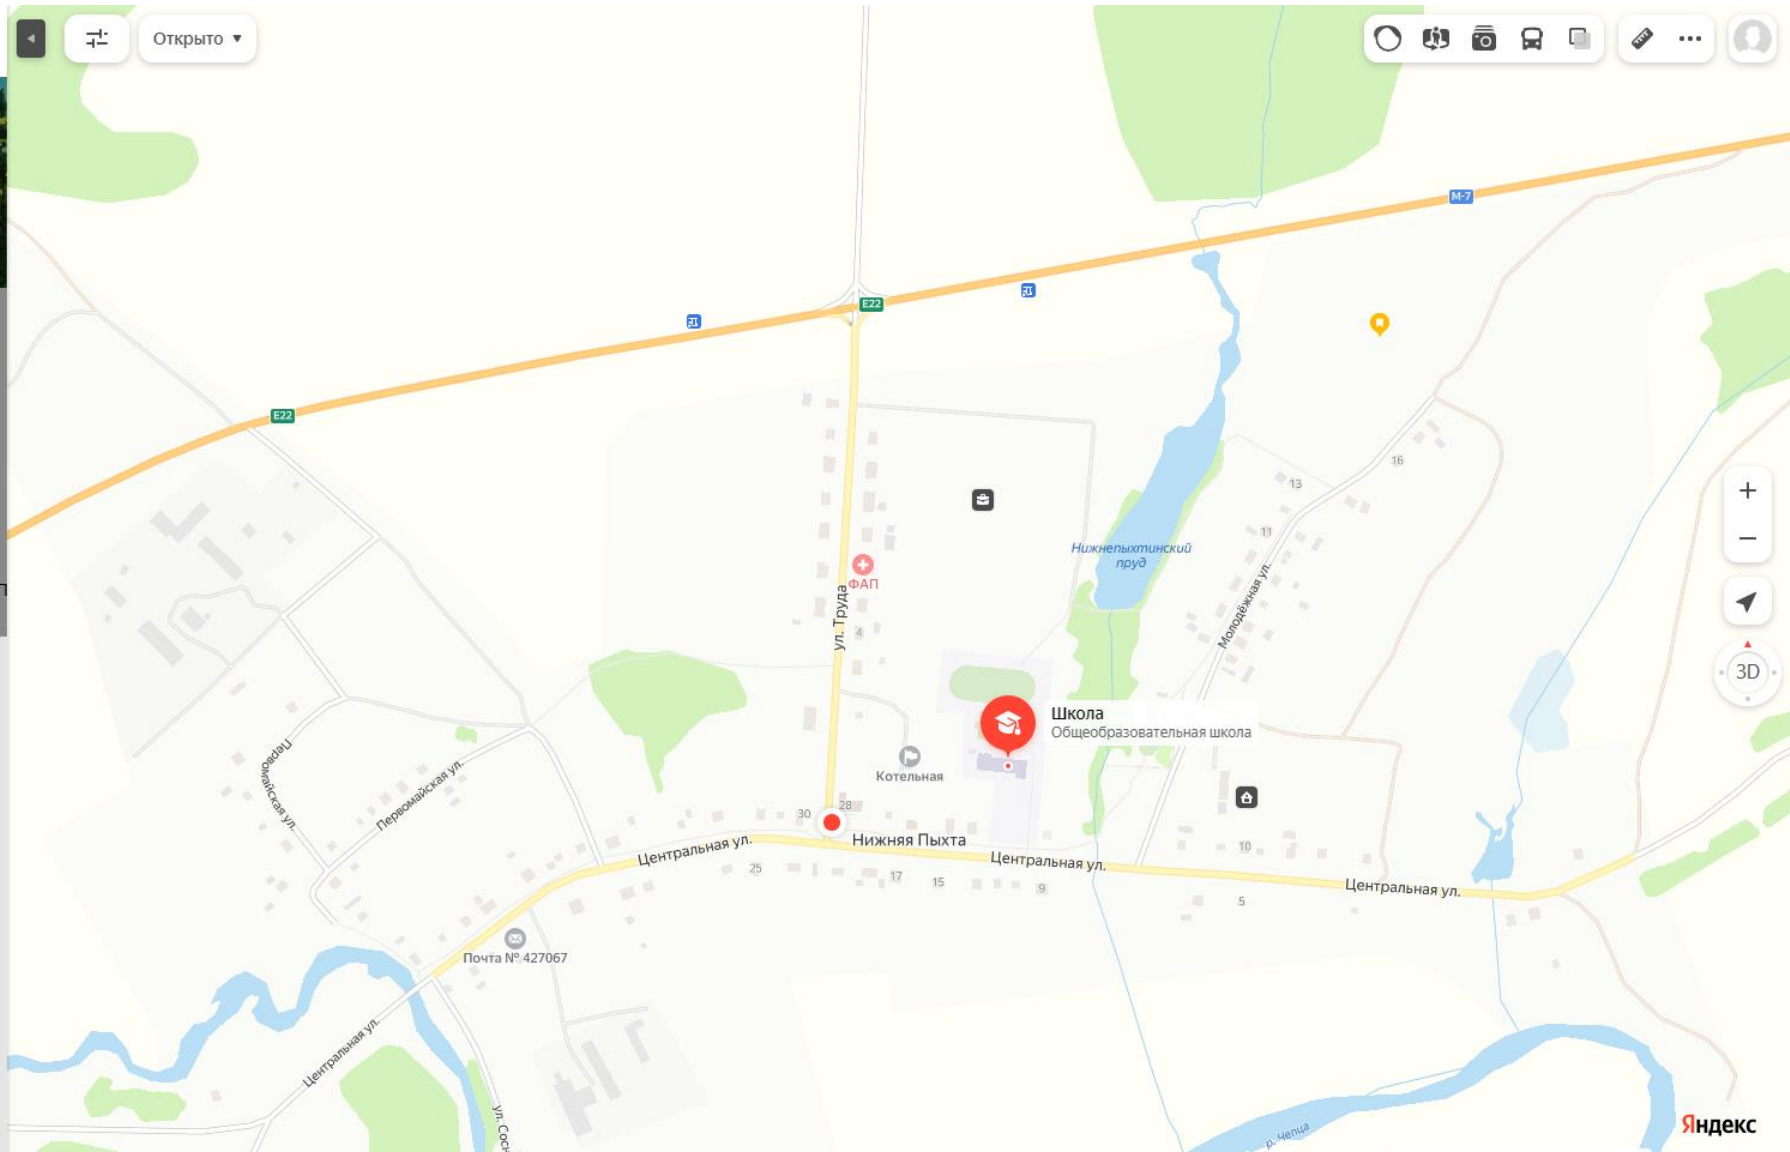 Открыто
М-7
E22
E22
16
13
11
Нижнепыхтинский
пруд
Молодёжная ул.
ФАП
ул. Труда
4
3D
Школа
Общеобразовательная школа
Первомайская ул.
Первомайская ул.
Котельная
30
28
Нижняя Пыхта
Центральная ул.
Центральная ул.
10
25
17
15
9
Центральная ул.
5
Почта № 427067
Центральная ул.
ул. Сосн
р. Чепца
Яндекс